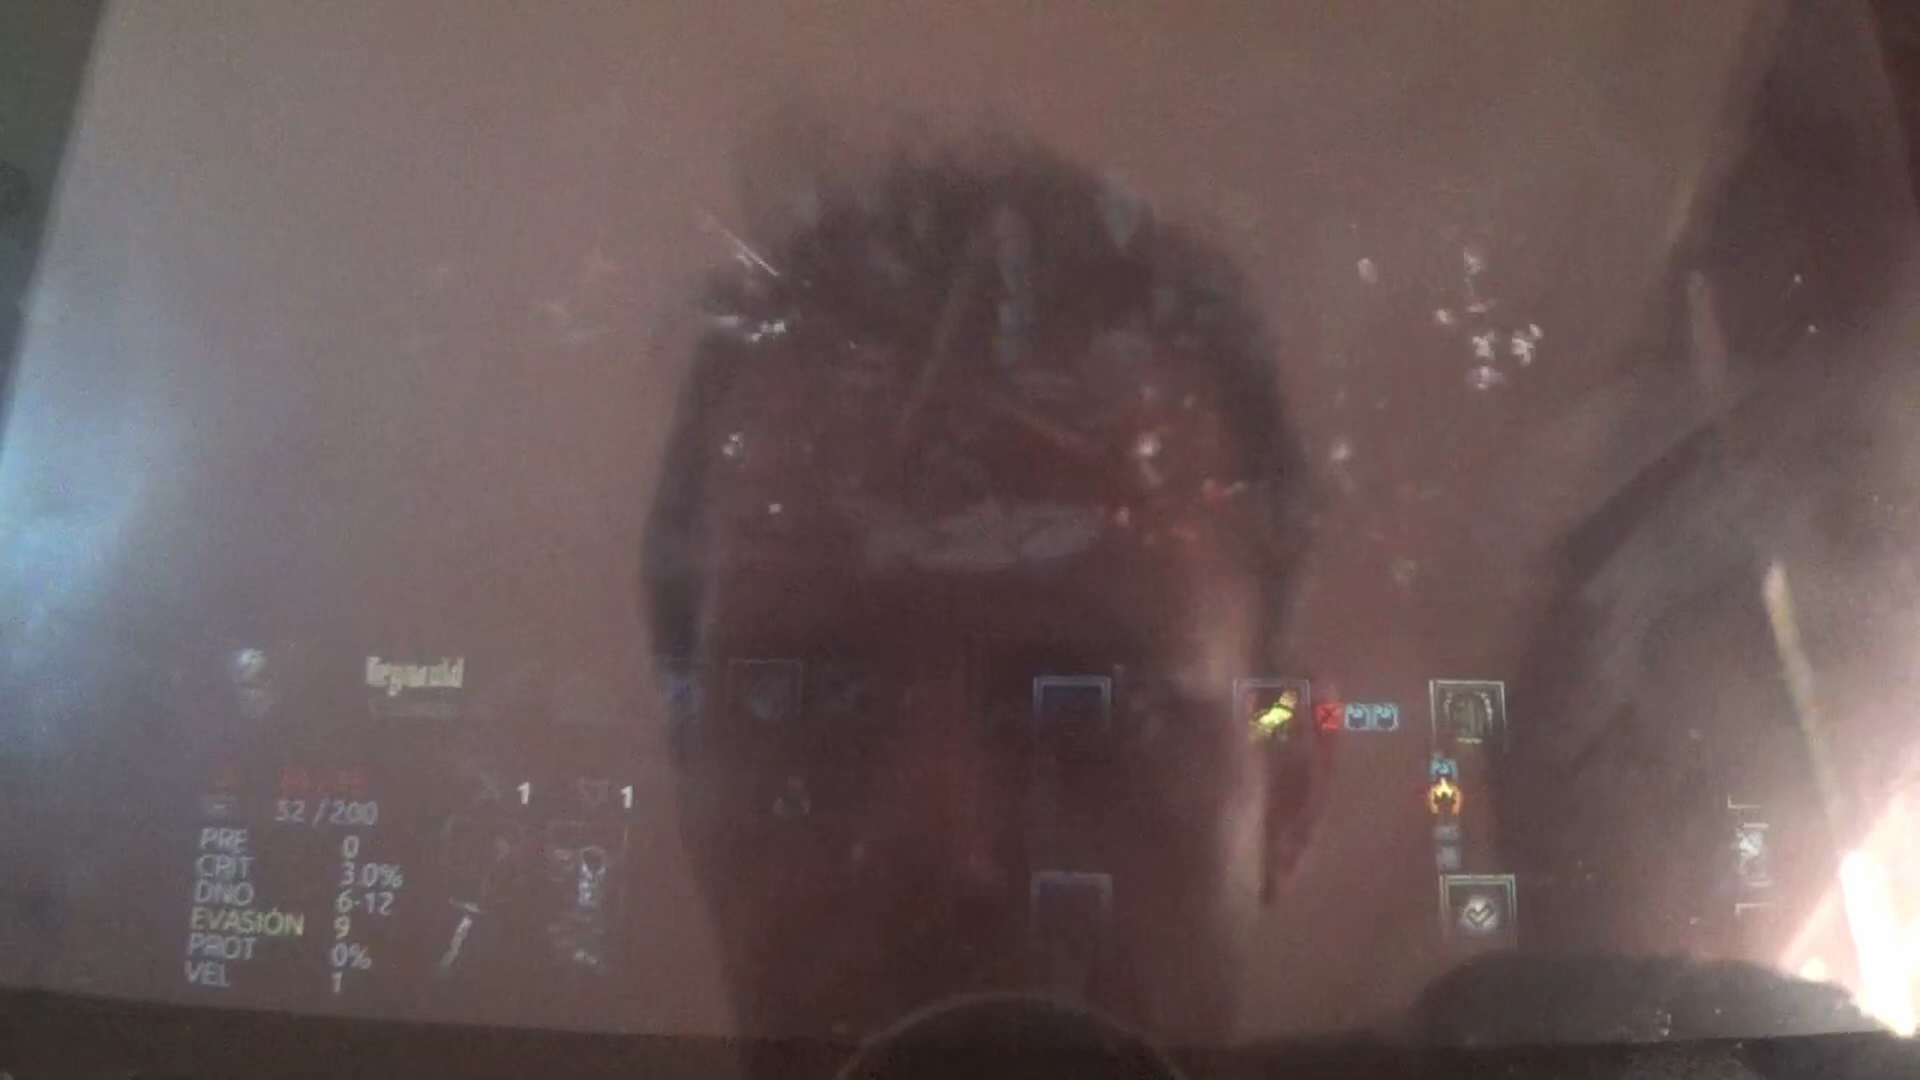 Reynauld
1
1
52 / 200
PRE 0
CRIT 3.0%
DNO 6-12
EVASIÓN 9
PROT 0%
VEL 1